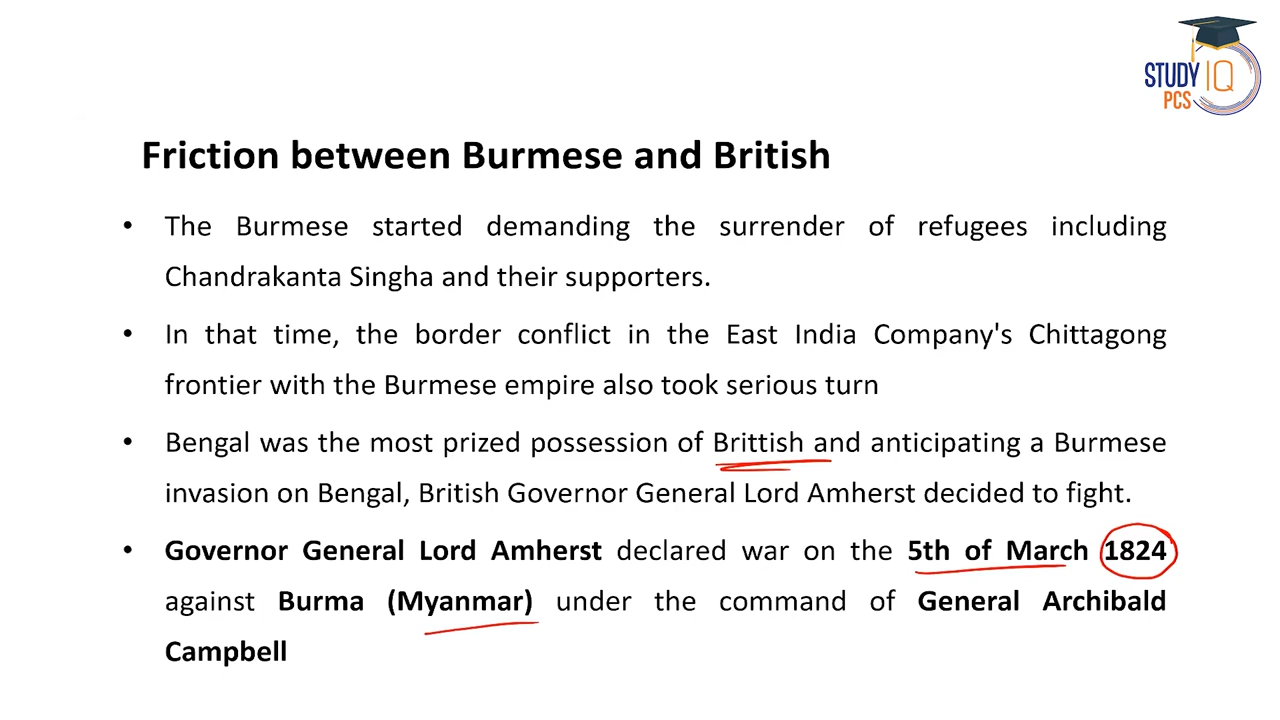 STUDY IQ
PCS
Friction between Burmese and British
• The Burmese started demanding the surrender of refugees including
Chandrakanta Singha and their supporters.
• In that time, the border conflict in the East India Company's Chittagong
frontier with the Burmese empire also took serious turn
• Bengal was the most prized possession of Brittish and anticipating a Burmese
invasion on Bengal, British Governor General Lord Amherst decided to fight.
• Governor General Lord Amherst declared war on the 5th of March 1824
against Burma (Myanmar) under the command of General Archibald
Campbell